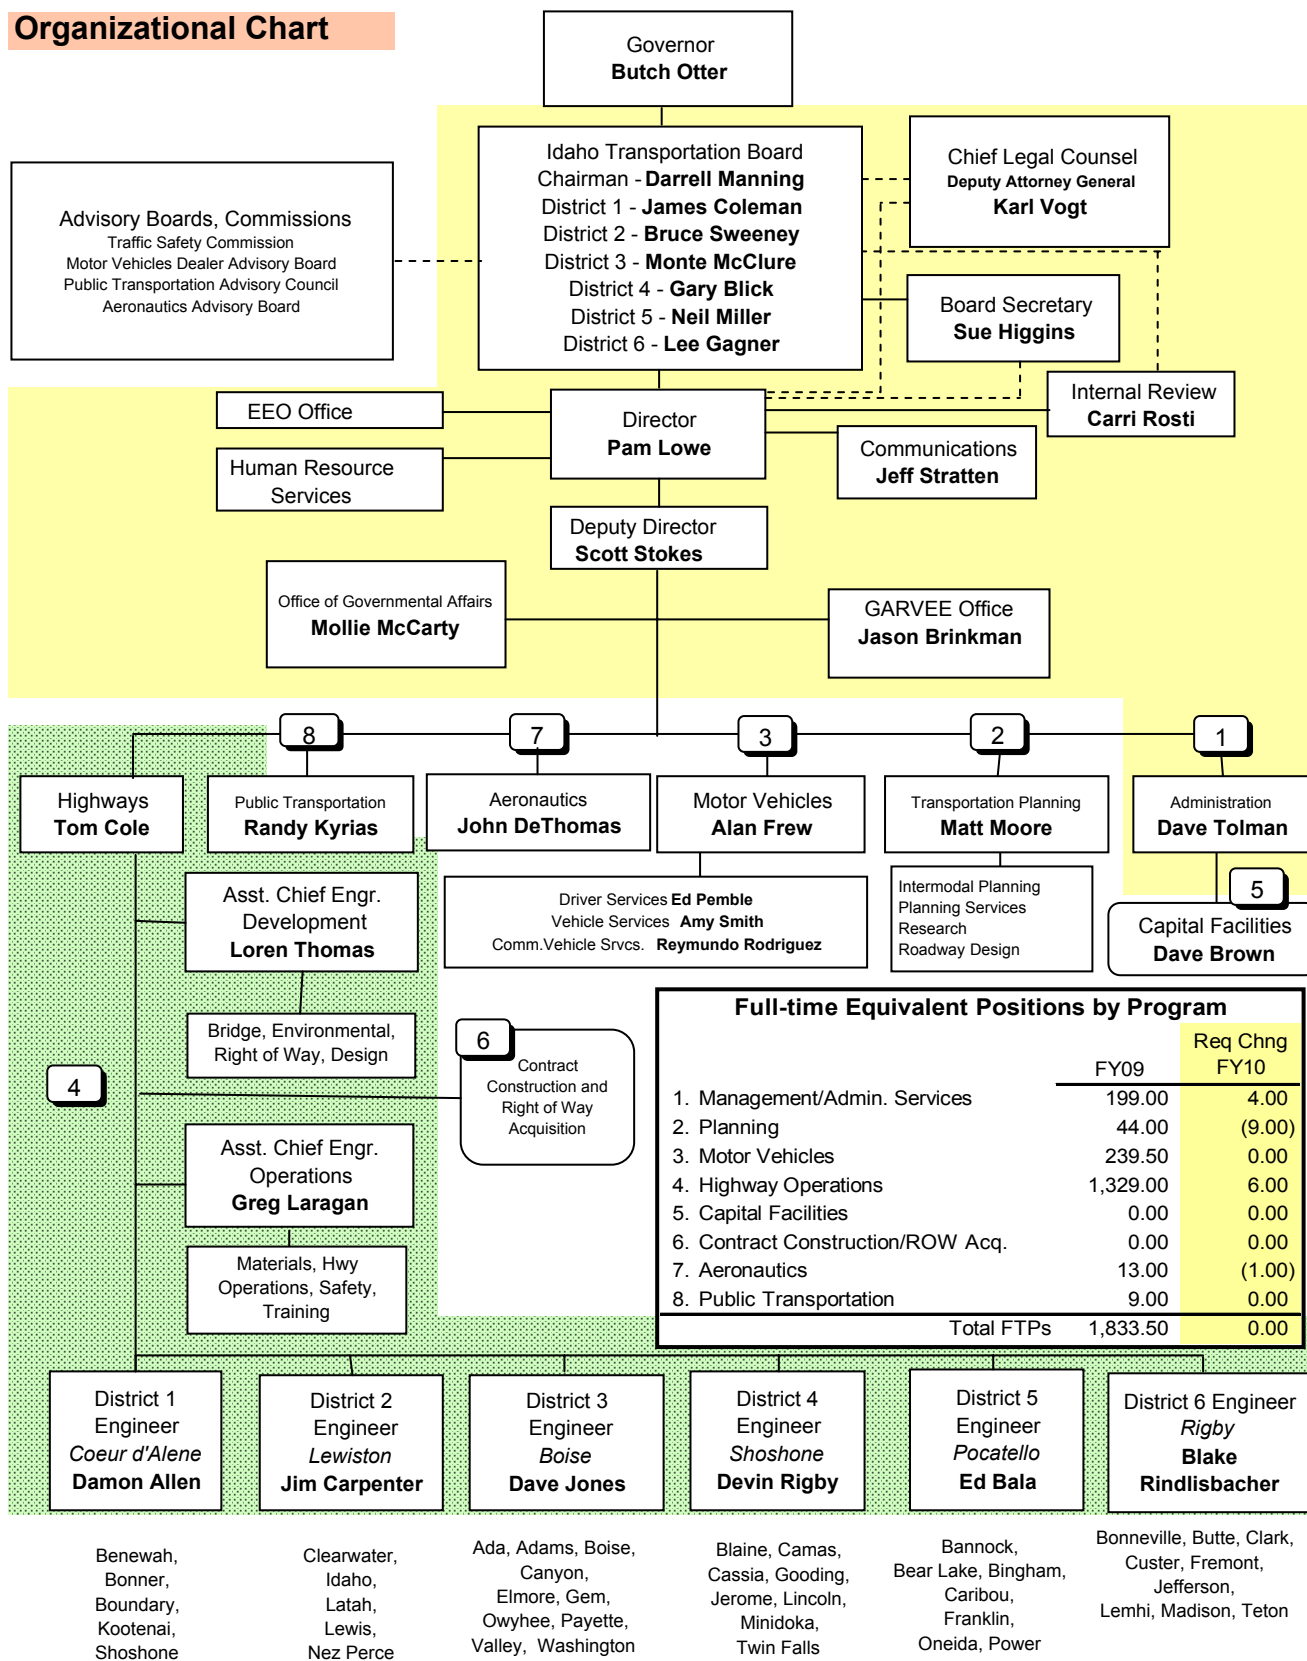 Organizational Chart
Governor
Butch Otter
Idaho Transportation Board
Chairman - Darrell Manning
District 1 - James Coleman
District 2 - Bruce Sweeney
District 3 - Monte McClure
District 4 - Gary Blick
District 5 - Neil Miller
District 6 - Lee Gagner
Chief Legal Counsel
Deputy Attorney General
Karl Vogt
Advisory Boards, Commissions
Traffic Safety Commission
Motor Vehicles Dealer Advisory Board
Public Transportation Advisory Council
Aeronautics Advisory Board
Board Secretary
Sue Higgins
Internal Review
Carri Rosti
EEO Office
Director
Pam Lowe
Communications
Jeff Stratten
Human Resource
Services
Deputy Director
Scott Stokes
Office of Governmental Affairs
Mollie McCarty
GARVEE Office
Jason Brinkman
8
7
3
2
1
Highways
Tom Cole
Public Transportation
Randy Kyrias
Aeronautics
John DeThomas
Motor Vehicles
Alan Frew
Transportation Planning
Matt Moore
Administration
Dave Tolman
Asst. Chief Engr.
Development
Loren Thomas
Driver Services Ed Pemble
Vehicle Services Amy Smith
Comm.Vehicle Srvcs. Reymundo Rodriguez
Intermodal Planning
Planning Services
Research
Roadway Design
5
Capital Facilities
Dave Brown
Bridge, Environmental,
Right of Way, Design
4
6
Contract
Construction and
Right of Way
Acquisition
Asst. Chief Engr.
Operations
Greg Laragan
Materials, Hwy
Operations, Safety,
Training
Full-time Equivalent Positions by Program
Req Chng
FY09 FY10
1. Management/Admin. Services 199.00 4.00
2. Planning 44.00 (9.00)
3. Motor Vehicles 239.50 0.00
4. Highway Operations 1,329.00 6.00
5. Capital Facilities 0.00 0.00
6. Contract Construction/ROW Acq. 0.00 0.00
7. Aeronautics 13.00 (1.00)
8. Public Transportation 9.00 0.00
Total FTPs 1,833.50 0.00
District 1
Engineer
Coeur d'Alene
Damon Allen
District 2
Engineer
Lewiston
Jim Carpenter
District 3
Engineer
Boise
Dave Jones
District 4
Engineer
Shoshone
Devin Rigby
District 5
Engineer
Pocatello
Ed Bala
District 6 Engineer
Rigby
Blake
Rindlisbacher
Benewah,
Bonner,
Boundary,
Kootenai,
Shoshone
Clearwater,
Idaho,
Latah,
Lewis,
Nez Perce
Ada, Adams, Boise,
Canyon,
Elmore, Gem,
Owyhee, Payette,
Valley, Washington
Blaine, Camas,
Cassia, Gooding,
Jerome, Lincoln,
Minidoka,
Twin Falls
Bannock,
Bear Lake, Bingham,
Caribou,
Franklin,
Oneida, Power
Bonneville, Butte, Clark,
Custer, Fremont,
Jefferson,
Lemhi, Madison, Teton